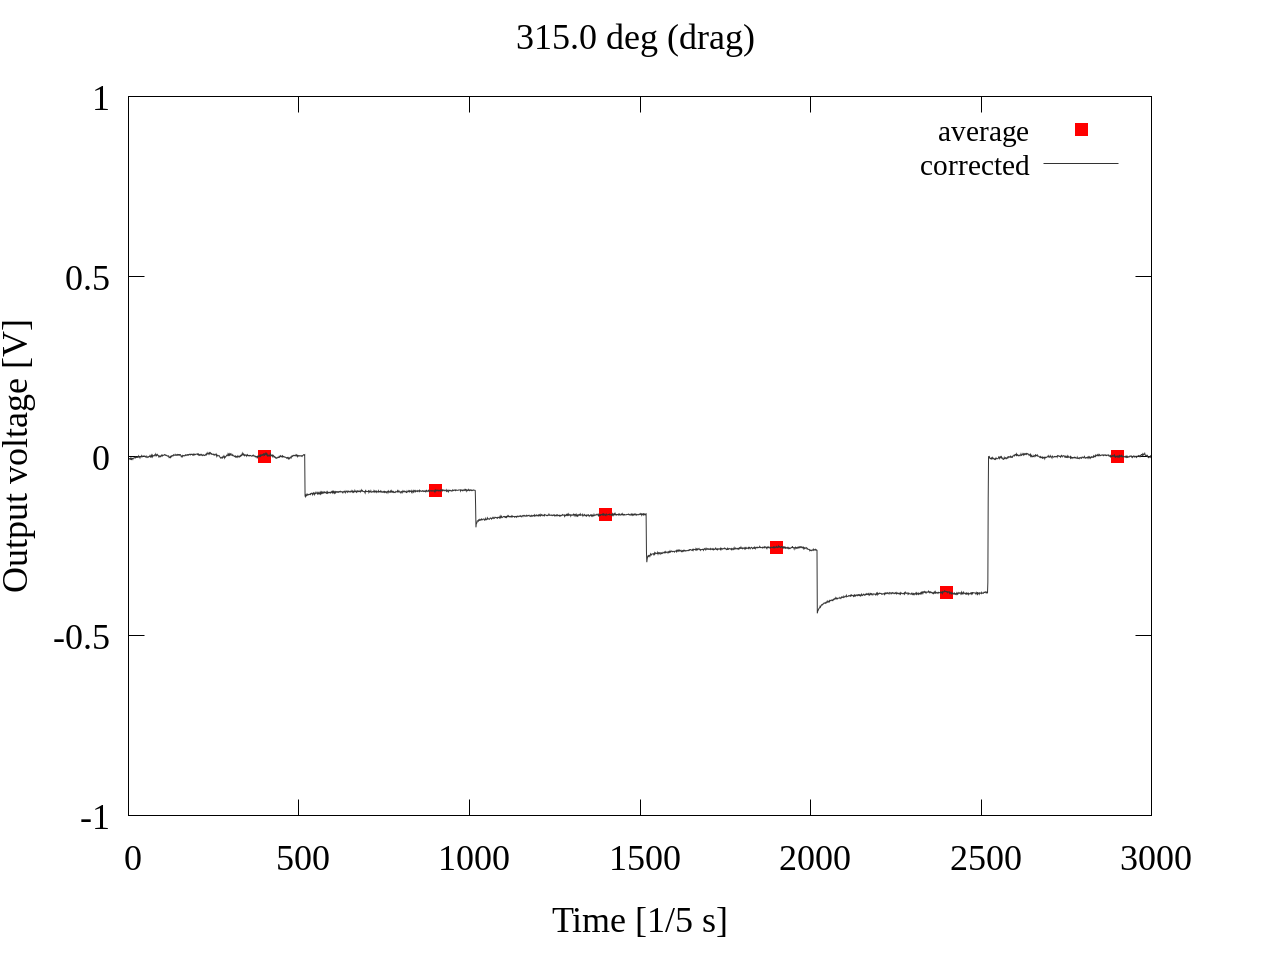 315.0 deg (drag)
average
corrected
1
0.5
0
-0.5
-1
Output voltage [V]
0 500 1000 1500 2000 2500 3000
Time [1/5 s]